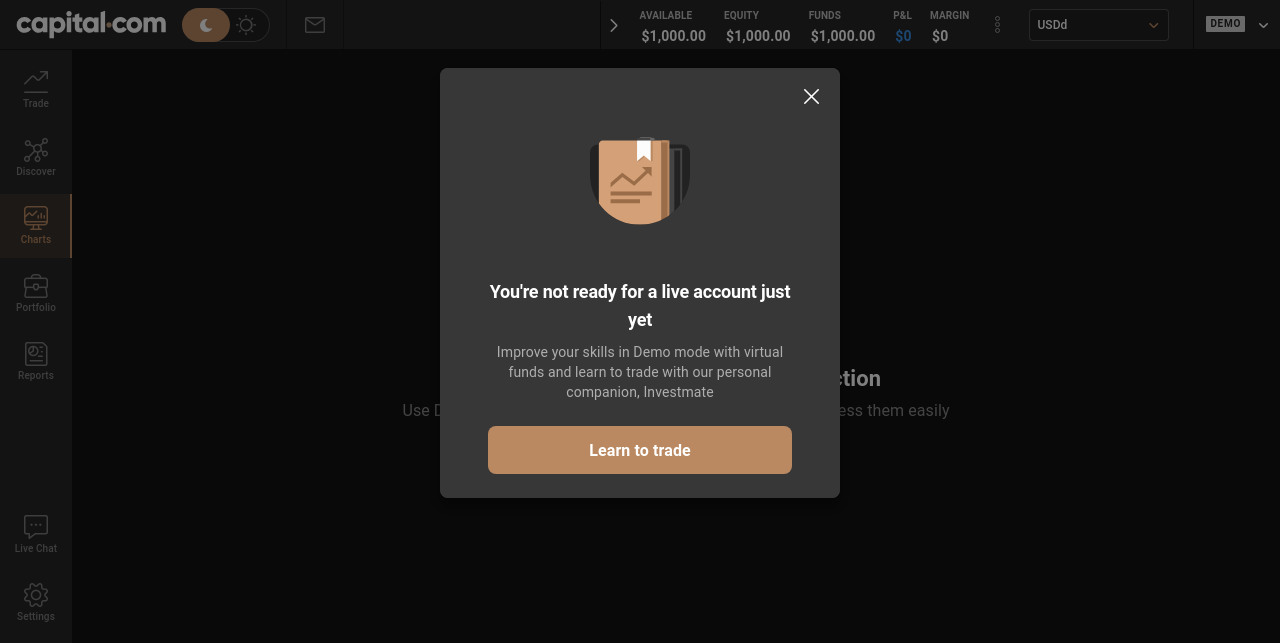 capital.com
AVAILABLE
$1,000.00
EQUITY
$1,000.00
FUNDS
$1,000.00
P&L
$0
MARGIN
$0
USDd
DEMO
Trade
Discover
Charts
Portfolio
Reports
Live Chat
Settings
You're not ready for a live account just
yet
Improve your skills in Demo mode with virtual
funds and learn to trade with our personal
companion, Investmate
Learn to trade
Use
them easily